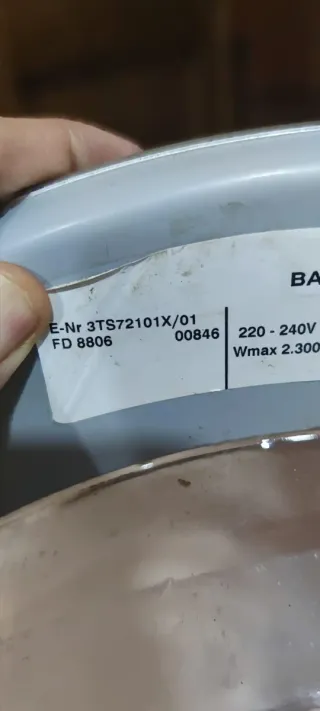 BA
E-Nr 3TS72101X/01
FD 8806 00846
220 - 240V
Wmax 2.300